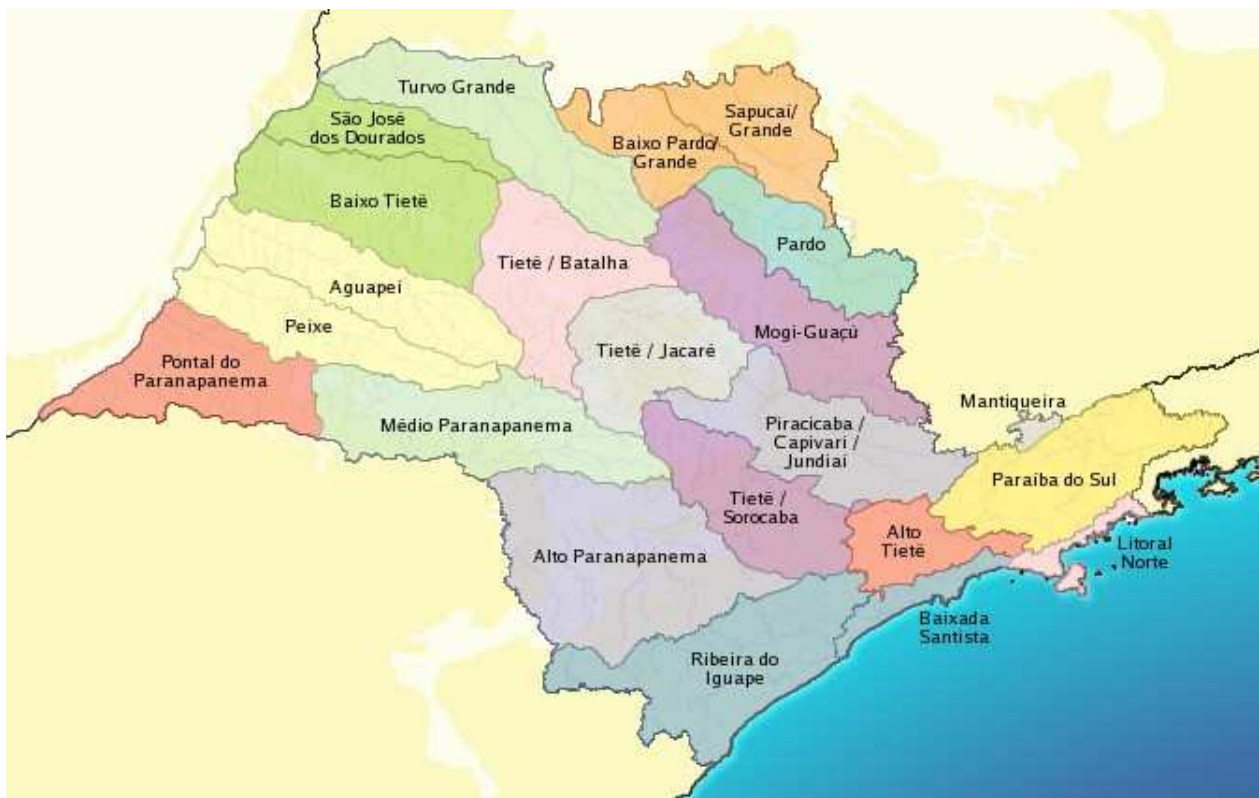 Turvo Grande
Sapucaí/
Grande
São José
dos Dourados
Baixo Pardo/
Grande
Baixo Tietê
Pardo
Tietê / Batalha
Aguapeí
Peixe
Mogi-Guaçú
Tietê / Jacaré
Pontal do
Paranapanema
Mantiqueira
Médio Paranapanema
Piracicaba /
Capivari /
Jundiaí
Paraíba do Sul
Tietê /
Sorocaba
Alto
Tietê
Litoral
Norte
Alto Paranapanema
Baixada
Santista
Ribeira do
Iguape